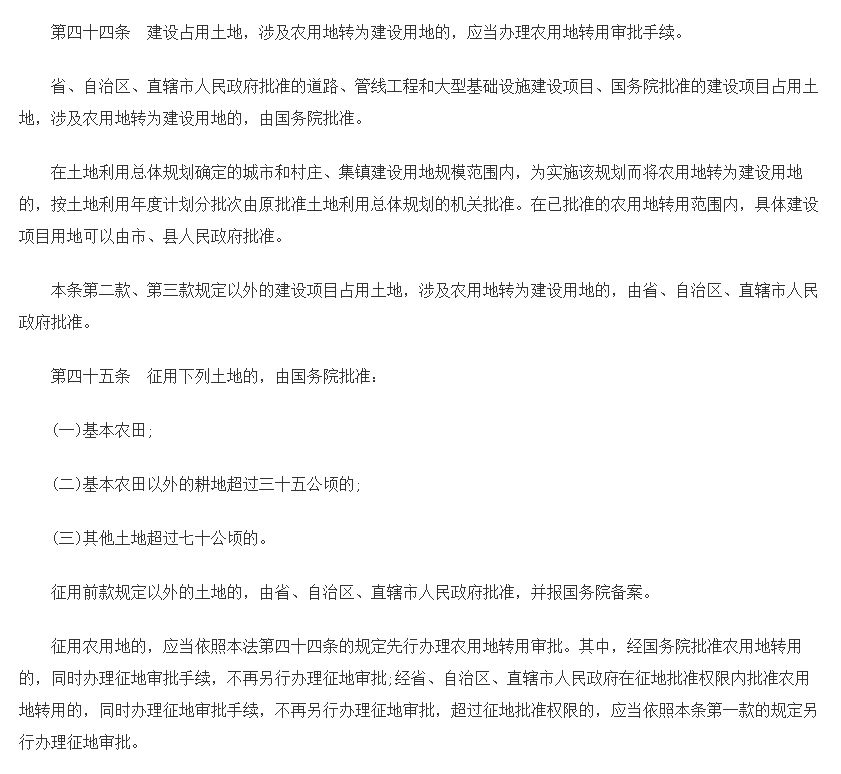 第四十四条　建设占用土地，涉及农用地转为建设用地的，应当办理农用地转用审批手续。
省、自治区、直辖市人民政府批准的道路、管线工程和大型基础设施建设项目、国务院批准的建设项目占用土
地，涉及农用地转为建设用地的，由国务院批准。
在土地利用总体规划确定的城市和村庄、集镇建设用地规模范围内，为实施该规划而将农用地转为建设用地
的，按土地利用年度计划分批次由原批准土地利用总体规划的机关批准。在已批准的农用地转用范围内，具体建设
项目用地可以由市、县人民政府批准。
本条第二款、第三款规定以外的建设项目占用土地，涉及农用地转为建设用地的，由省、自治区、直辖市人民
政府批准。
第四十五条　征用下列土地的，由国务院批准：
(一)基本农田;
(二)基本农田以外的耕地超过三十五公顷的;
(三)其他土地超过七十公顷的。
征用前款规定以外的土地的，由省、自治区、直辖市人民政府批准，并报国务院备案。
征用农用地的，应当依照本法第四十四条的规定先行办理农用地转用审批。其中，经国务院批准农用地转用
的，同时办理征地审批手续，不再另行办理征地审批;经省、自治区、直辖市人民政府在征地批准权限内批准农用
地转用的，同时办理征地审批手续，不再另行办理征地审批，超过征地批准权限的，应当依照本条第一款的规定另
行办理征地审批。